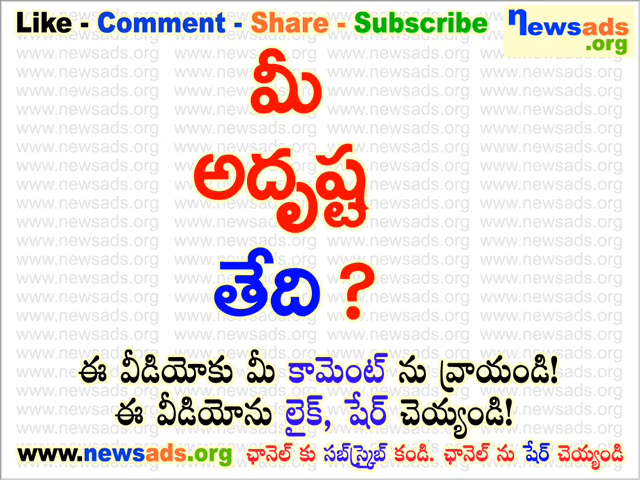 Like - Comment - Share - Subscribe
newsads
.org
మీ
అదృష్ట
తేది ?
ఈ వీడియోకు మీ కామెంట్ ను వ్రాయండి!
ఈ వీడియోను లైక్, షేర్ చెయ్యండి!
www.newsads.org ఛానెల్ కు సబ్‌స్క్రైబ్ కండి. ఛానెల్ ను షేర్ చెయ్యండి